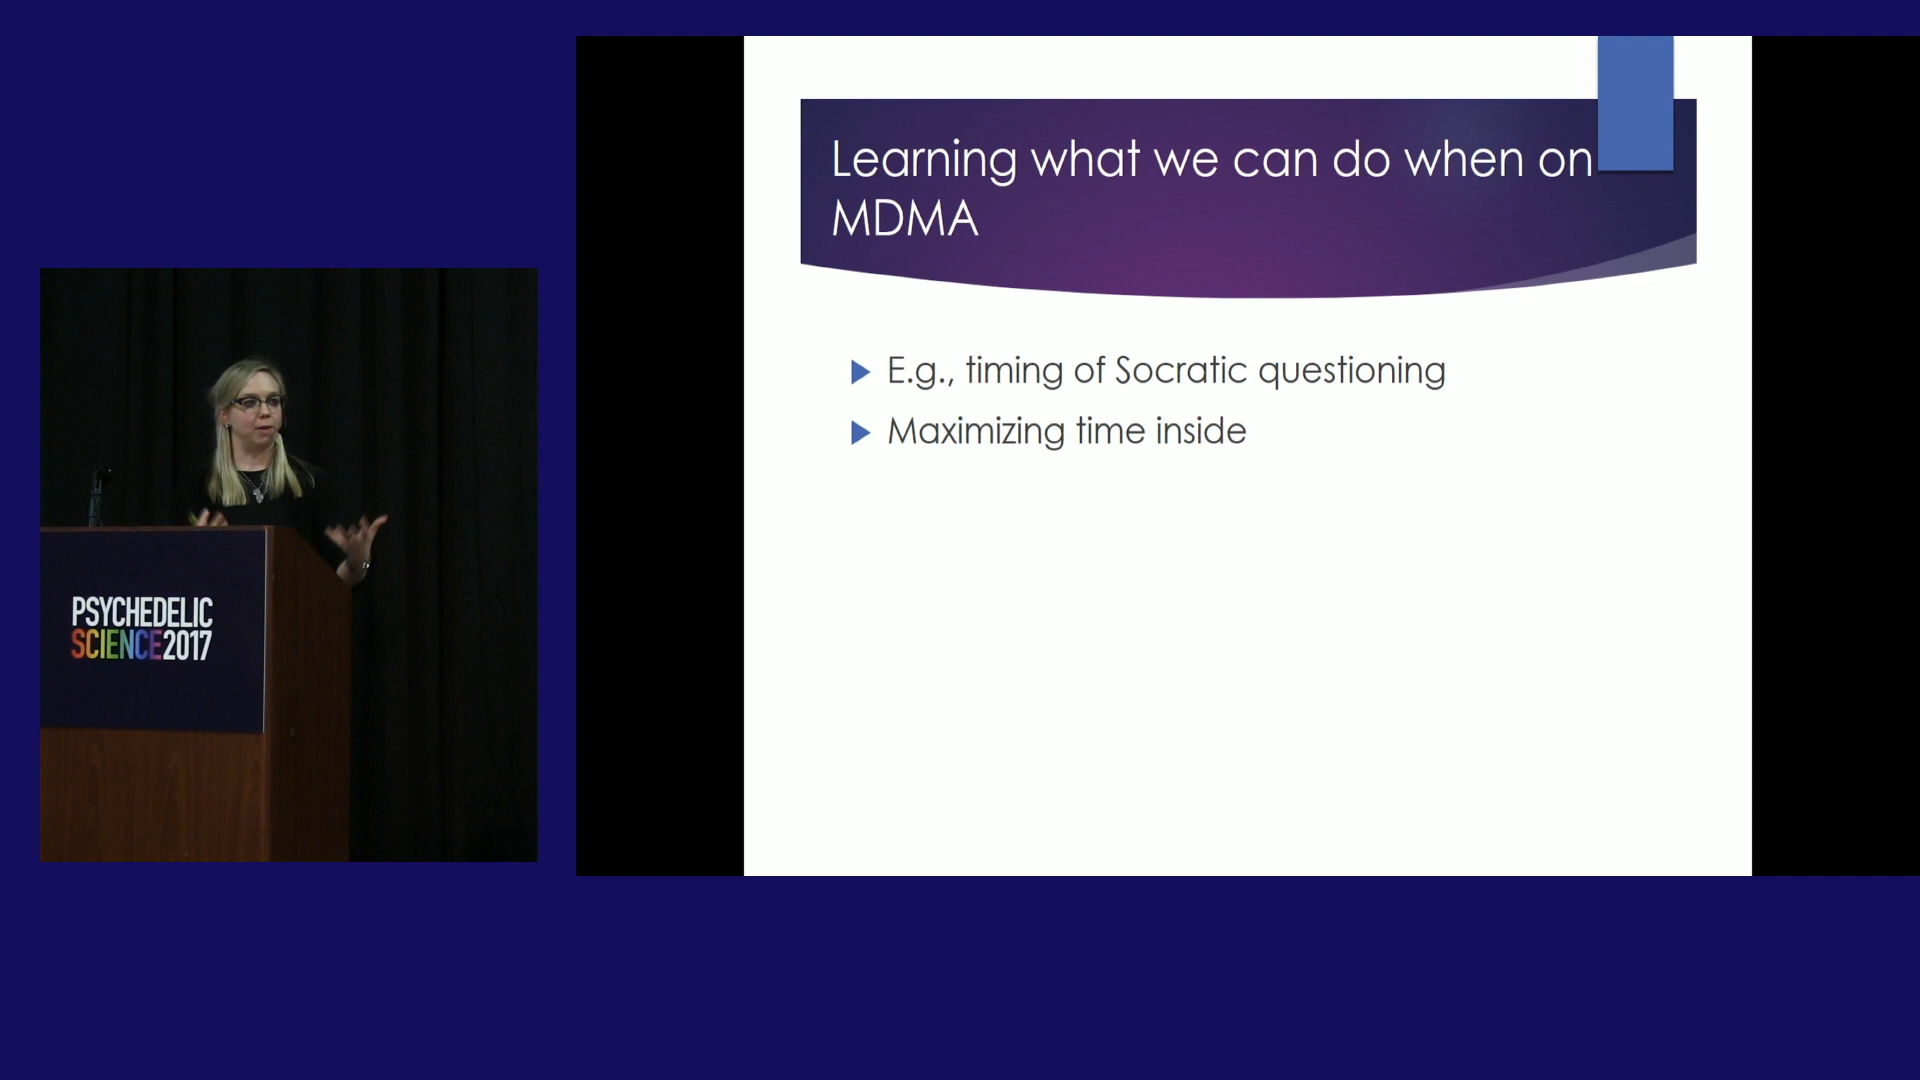 Learning what we can do when on
MDMA
E.g., timing of Socratic questioning
Maximizing time inside
PSYCHEDELIC
SCIENCE2017